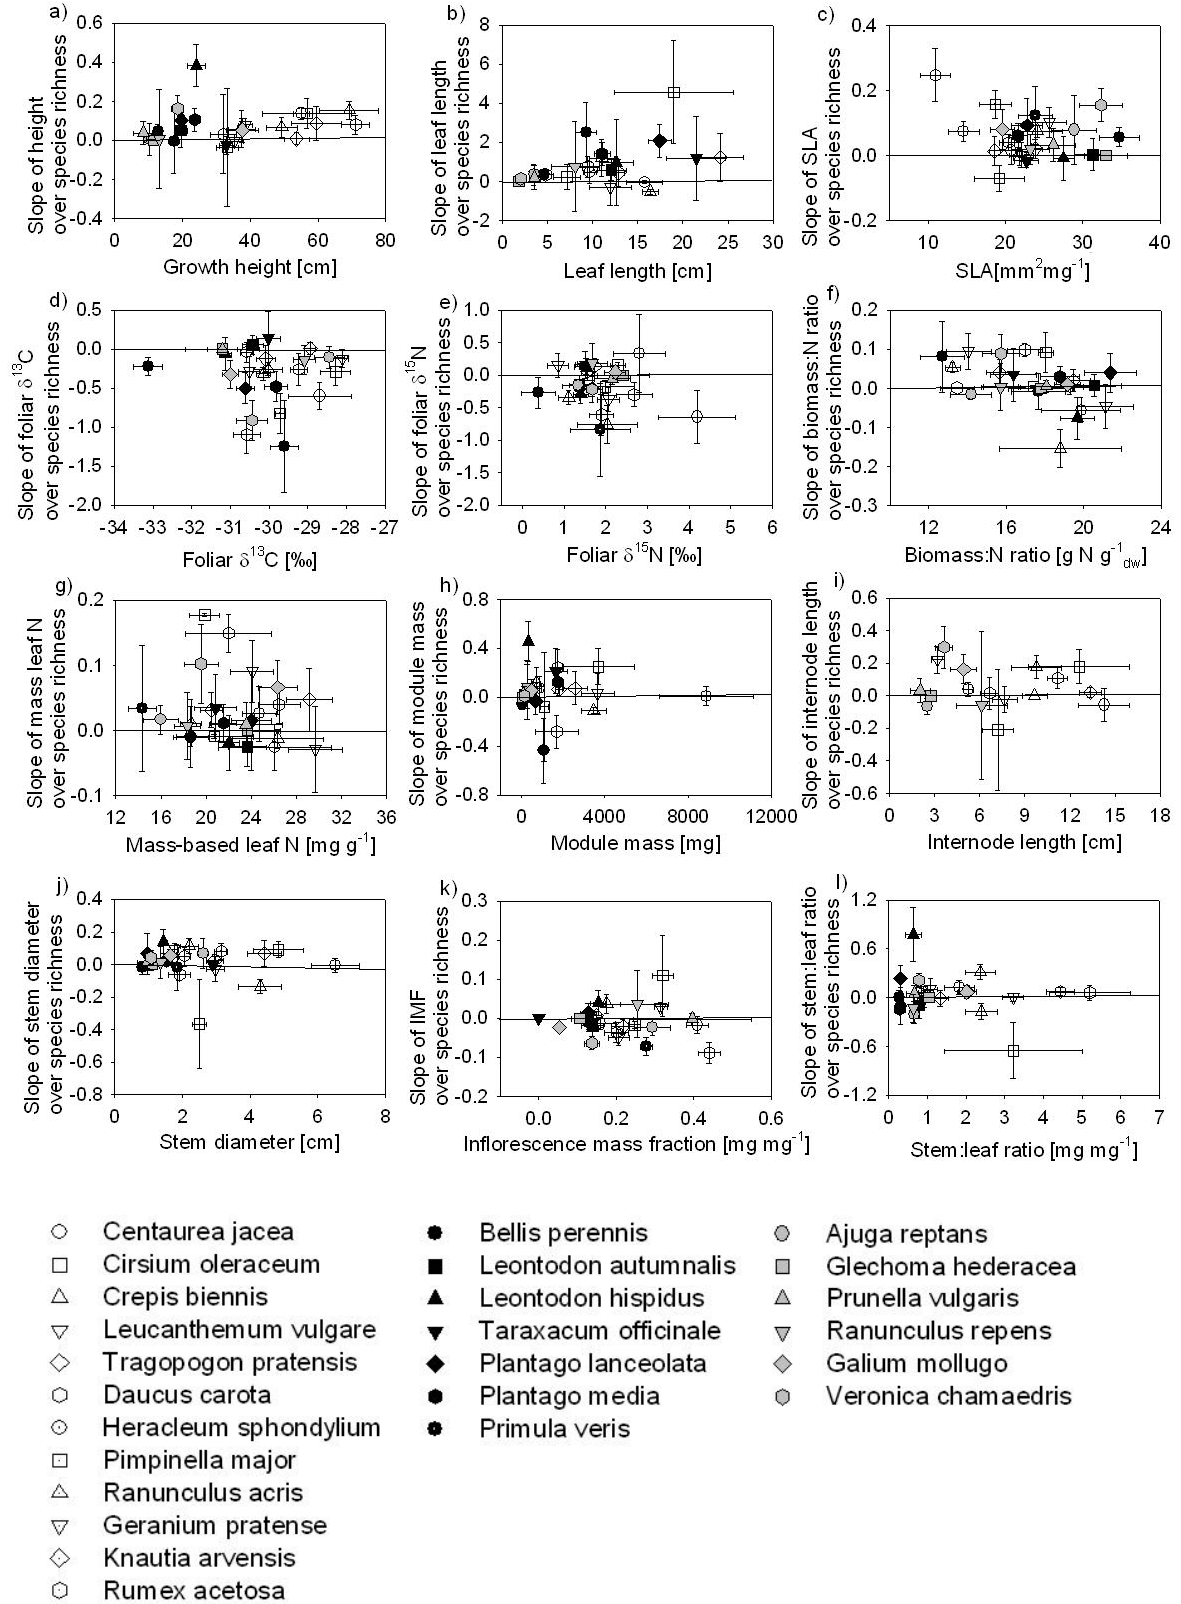 a)
Slope of height
over species richness
0.6
0.4
0.2
0.0
-0.2
-0.4
0 20 40 60 80
Growth height [cm]
b)
Slope of leaf length
over species richness
8
6
4
2
0
-2
0 5 10 15 20 25 30
Leaf length [cm]
c)
Slope of SLA
over species richness
0.4
0.2
0.0
-0.2
10 20 30 40
SLA[mm²mg⁻¹]
d)
Slope of foliar δ¹³C
over species richness
0.5
0.0
-0.5
-1.0
-1.5
-2.0
-34 -33 -31 -30 -29 -28 -27
Foliar δ¹³C [‰]
e)
Slope of foliar δ¹⁵N
over species richness
1.0
0.5
0.0
-0.5
-1.0
-1.5
-2.0
0 1 2 3 4 5 6
Foliar δ¹⁵N [‰]
f)
Slope of biomass:N ratio
over species richness
0.2
0.1
0.0
-0.1
-0.2
-0.3
12 16 20 24
Biomass:N ratio [g N g⁻¹dw]
g)
Slope of mass leaf N
over species richness
0.2
0.1
0.0
-0.1
12 16 20 24 28 32 36
Mass-based leaf N [mg g⁻¹]
h)
Slope of module mass
over species richness
0.8
0.4
0.0
-0.4
-0.8
0 4000 8000 12000
Module mass [mg]
i)
Slope of internode length
over species richness
0.6
0.4
0.2
0.0
-0.2
-0.4
-0.6
0 3 6 9 12 15 18
Internode length [cm]
j)
Slope of stem diameter
over species richness
0.4
0.2
0.0
-0.2
-0.4
-0.6
-0.8
0 2 4 6 8
Stem diameter [cm]
k)
Slope of IMF
over species richness
0.3
0.2
0.1
0.0
-0.1
-0.2
0.0 0.2 0.4 0.6
Inflorescence mass fraction [mg mg⁻¹]
l)
Slope of stem:leaf ratio
over species richness
1.2
0.6
0.0
-0.6
-1.2
0 1 2 3 4 5 6 7
Stem:leaf ratio [mg mg⁻¹]
Centaurea jacea
Cirsium oleraceum
Crepis biennis
Leucanthemum vulgare
Tragopogon pratensis
Daucus carota
Heracleum sphondylium
Pimpinella major
Ranunculus acris
Geranium pratense
Knautia arvensis
Rumex acetosa
Bellis perennis
Leontodon autumnalis
Leontodon hispidus
Taraxacum officinale
Plantago lanceolata
Plantago media
Primula veris
Ajuga reptans
Glechoma hederacea
Prunella vulgaris
Ranunculus repens
Galium mollugo
Veronica chamaedris